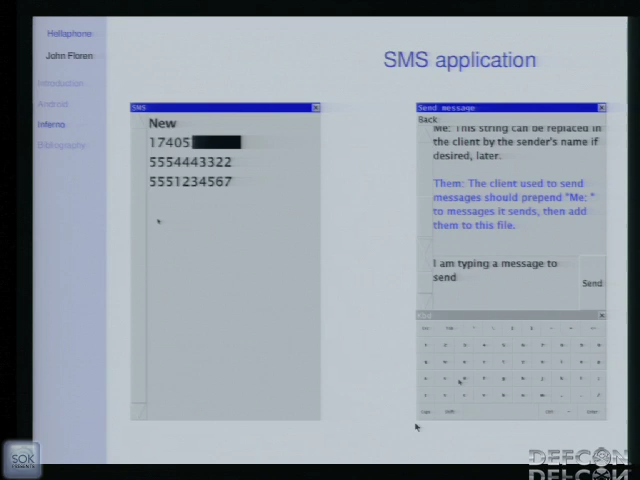 Hellaphone
John Floren
Introduction
Android
Inferno
Bibliography
SMS application
SMS
New
17405
5554443322
5551234567
Send message
Back
Me: This string can be replaced in
the client by the sender's name if
desired, later.
Them: The client used to send
messages should prepend "Me: "
to messages it sends, then add
them to this file.
I am typing a message to
send
Send
Kbd
SOK
DEFCON
DEFCON